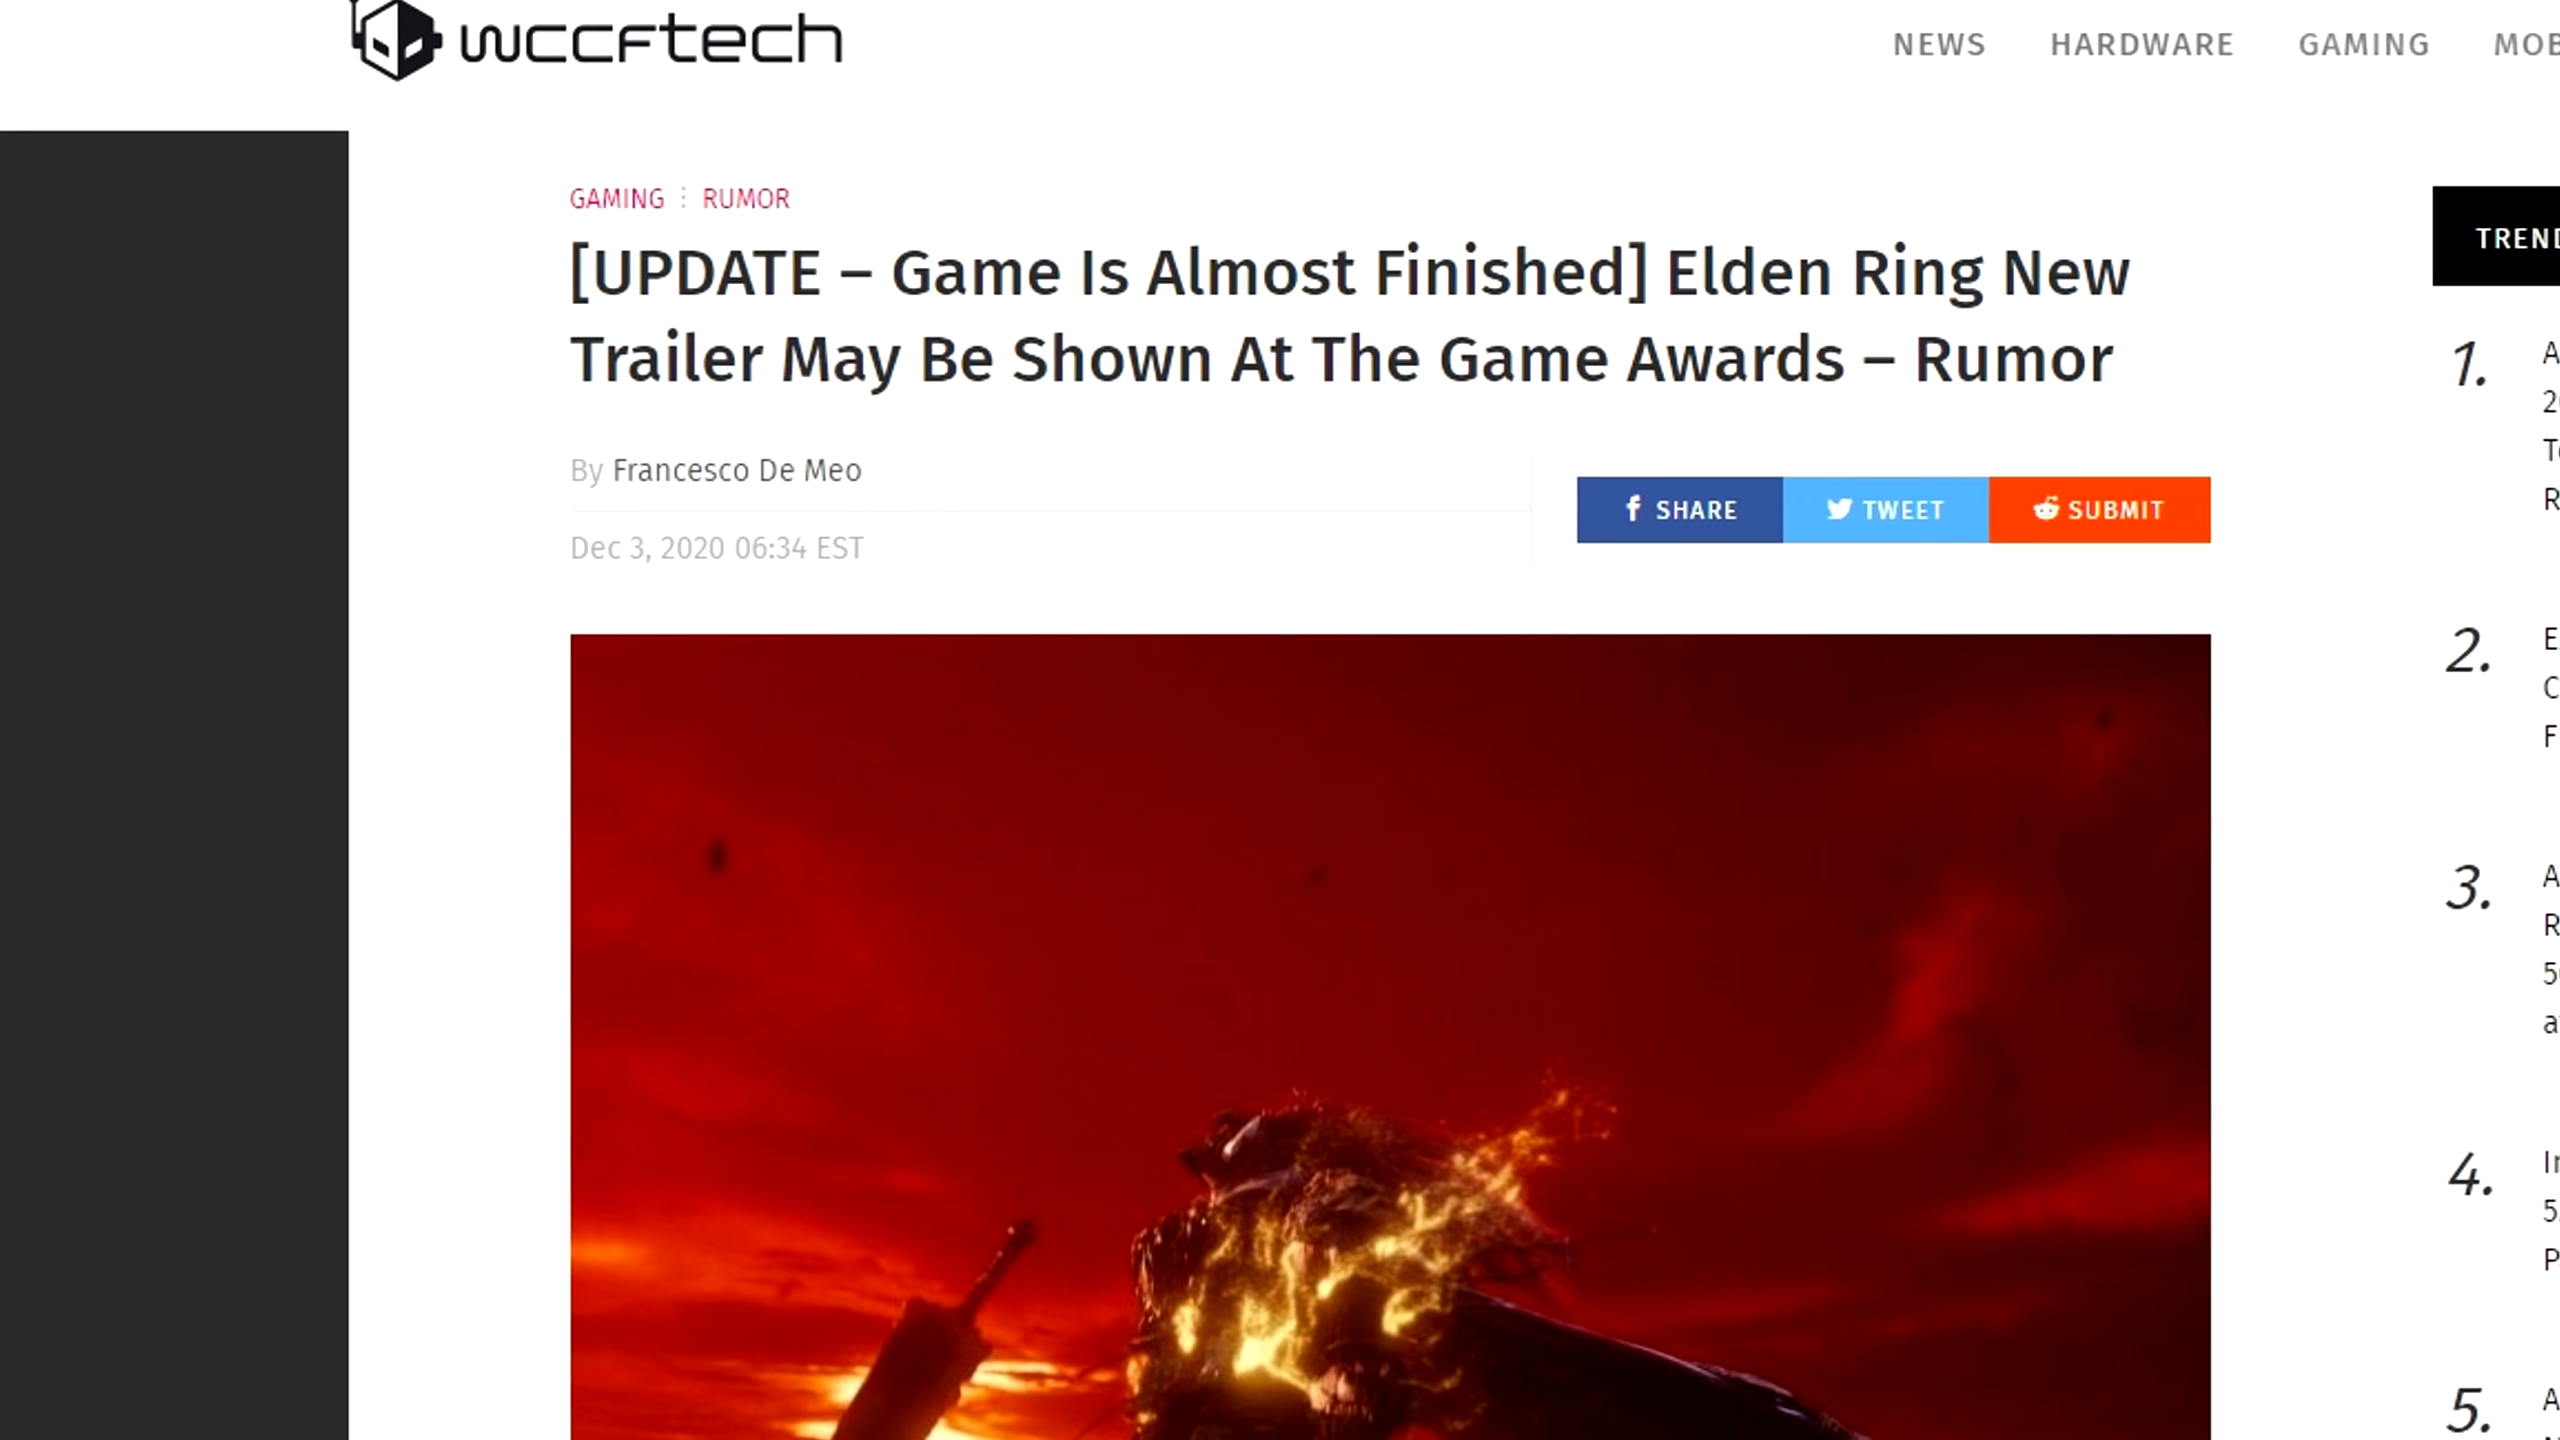 wccftech
NEWS HARDWARE GAMING
GAMING RUMOR
[UPDATE – Game Is Almost Finished] Elden Ring New
Trailer May Be Shown At The Game Awards – Rumor
By Francesco De Meo
Dec 3, 2020 06:34 EST
SHARE TWEET SUBMIT
1.
2.
3.
4.
5.